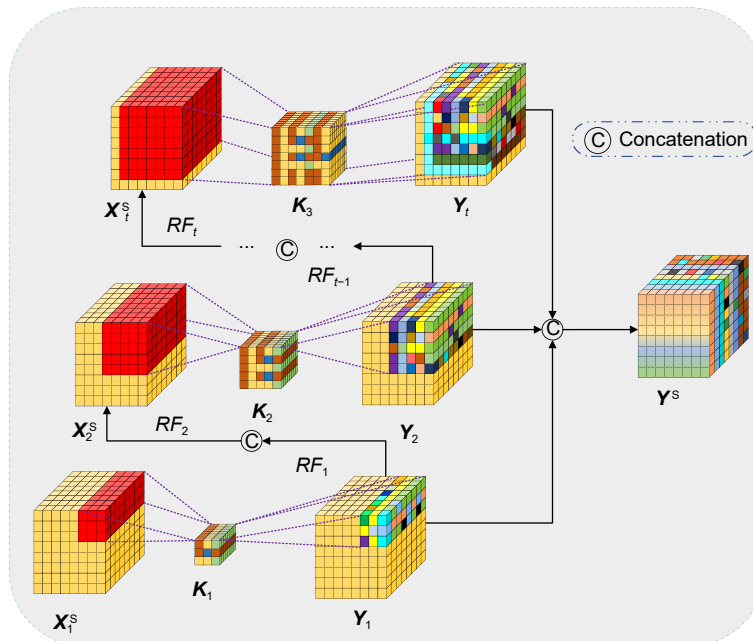 © Concatenation
X_t^S
K_3
Y_t
RF_t
... © ...
RF_{t−1}
©
Y^S
X_2^S
K_2
Y_2
RF_2
©
RF_1
X_1^S
K_1
Y_1